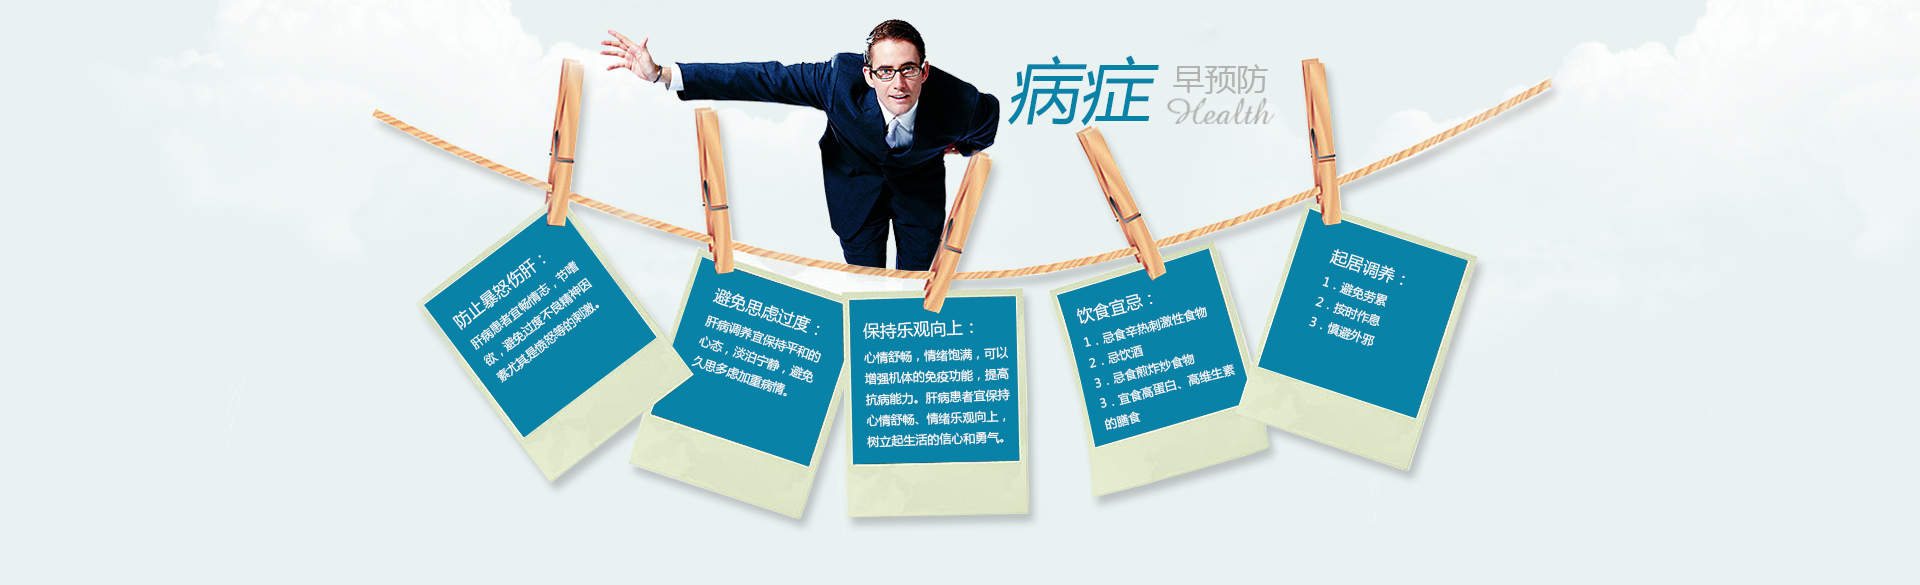 病症 早预防
Health
防止暴怒伤肝：
肝病患者宜畅情志，节嗜
欲，避免过度不良精神因
素尤其是愤怒等的刺激。
避免思虑过度：
肝病调养宜保持平和的
心态，淡泊宁静，避免
久思多虑加重病情。
保持乐观向上：
心情舒畅，情绪饱满，可以
增强机体的免疫功能，提高
抗病能力。肝病患者宜保持
心情舒畅、情绪乐观向上，
树立起生活的信心和勇气。
饮食宜忌：
1．忌食辛热刺激性食物
2．忌饮酒
3．忌食煎炸炒食物
3．宜食高蛋白、高维生素
的膳食
起居调养：
1．避免劳累
2．按时作息
3．慎避外邪